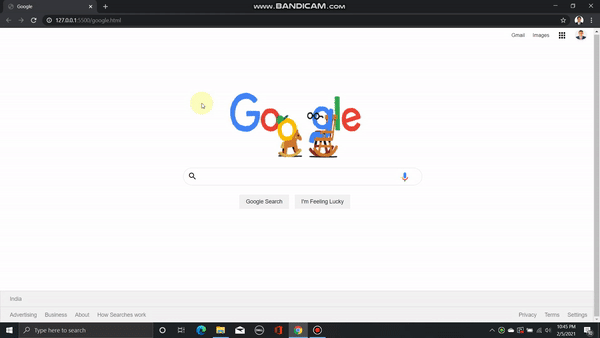 Google
WWW.BANDICAM.COM
127.0.0.1:5500/google.html
Gmail Images
Google
Google Search I'm Feeling Lucky
India
Advertising Business About How Searches work Privacy Terms Settings
Type here to search
DELL
10:45 PM
2/5/2021